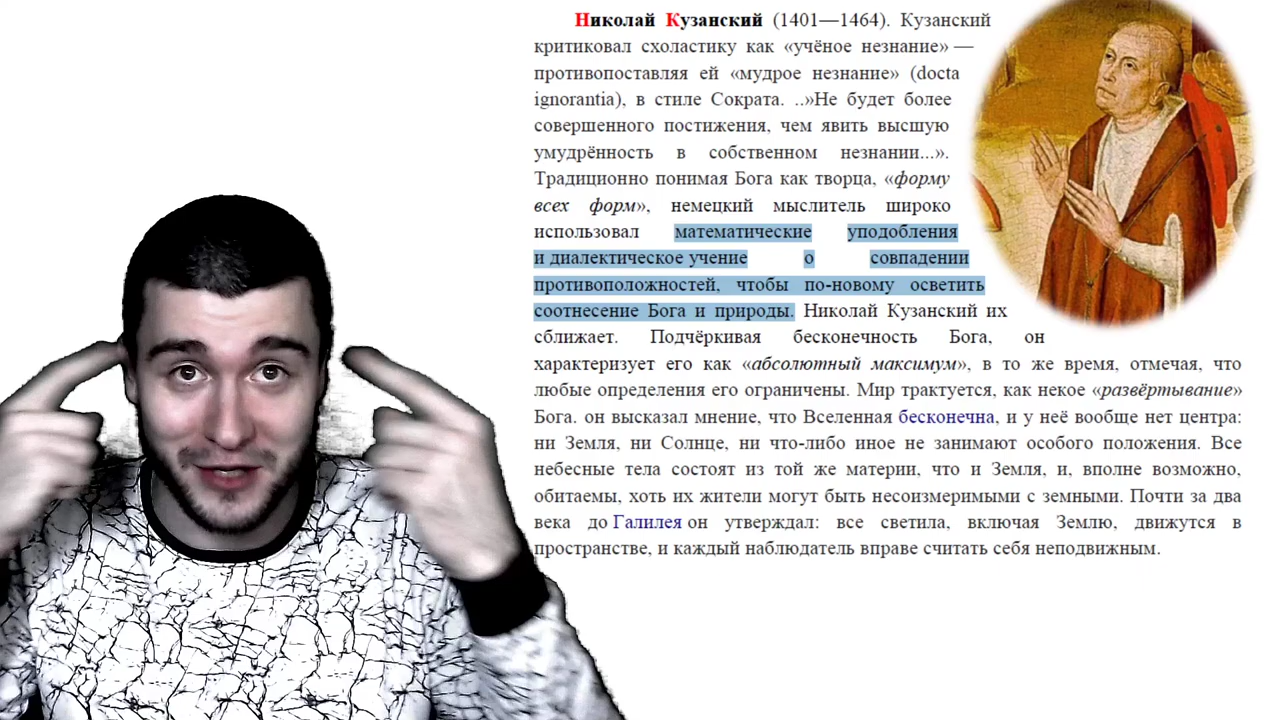 Николай Кузанский (1401—1464). Кузанский
критиковал схоластику как «учёное незнание» —
противопоставляя ей «мудрое незнание» (docta
ignorantia), в стиле Сократа. ..»Не будет более
совершенного постижения, чем явить высшую
умудрённость в собственном незнании...».
Традиционно понимая Бога как творца, «форму
всех форм», немецкий мыслитель широко
использовал математические уподобления
и диалектическое учение о совпадении
противоположностей, чтобы по-новому осветить
соотнесение Бога и природы. Николай Кузанский их
сближает. Подчёркивая бесконечность Бога, он
характеризует его как «абсолютный максимум», в то же время, отмечая, что
любые определения его ограничены. Мир трактуется, как некое «развёртывание»
Бога. он высказал мнение, что Вселенная бесконечна, и у неё вообще нет центра:
ни Земля, ни Солнце, ни что-либо иное не занимают особого положения. Все
небесные тела состоят из той же материи, что и Земля, и, вполне возможно,
обитаемы, хоть их жители могут быть несоизмеримыми с земными. Почти за два
века до Галилея он утверждал: все светила, включая Землю, движутся в
пространстве, и каждый наблюдатель вправе считать себя неподвижным.